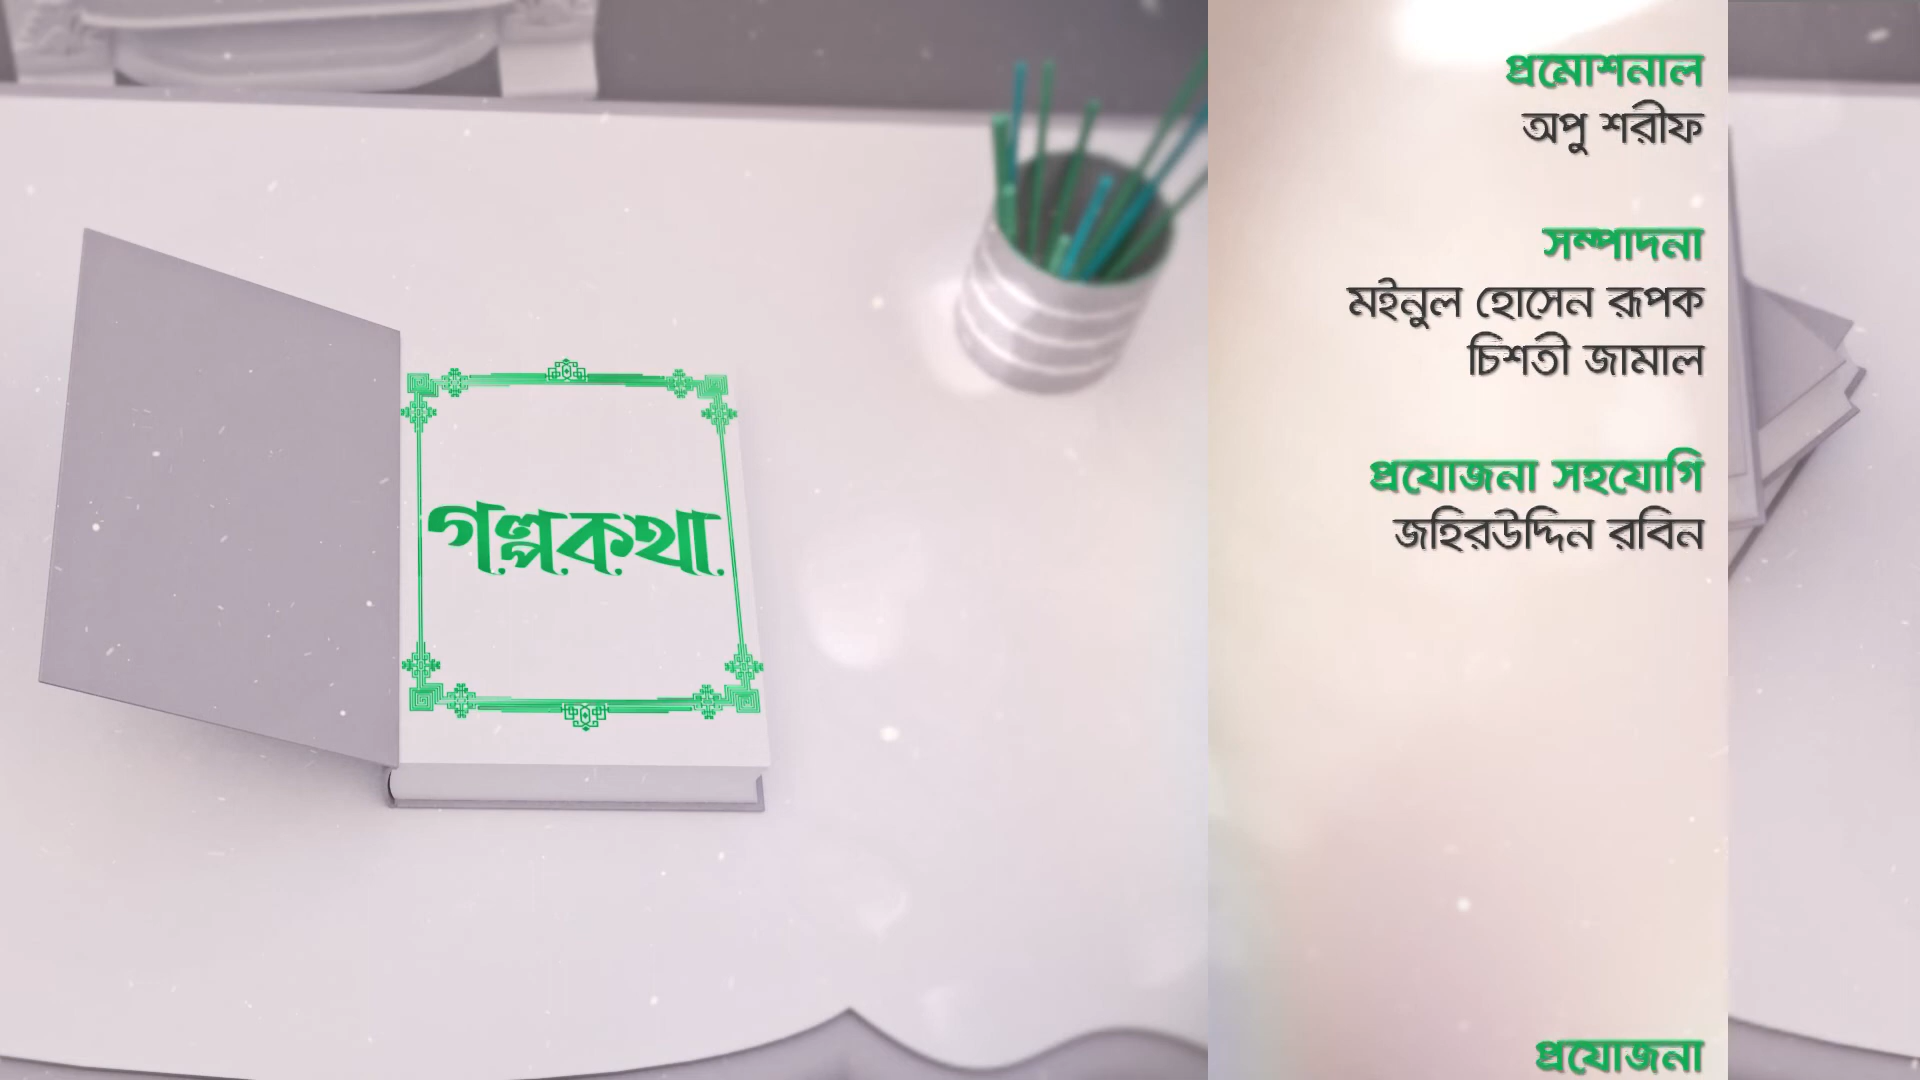 গল্পকথা
প্রমোশনাল
অপু শরীফ
সম্পাদনা
মইনুল হোসেন রূপক
চিশতী জামাল
প্রযোজনা সহযোগি
জহিরউদ্দিন রবিন
প্রযোজনা